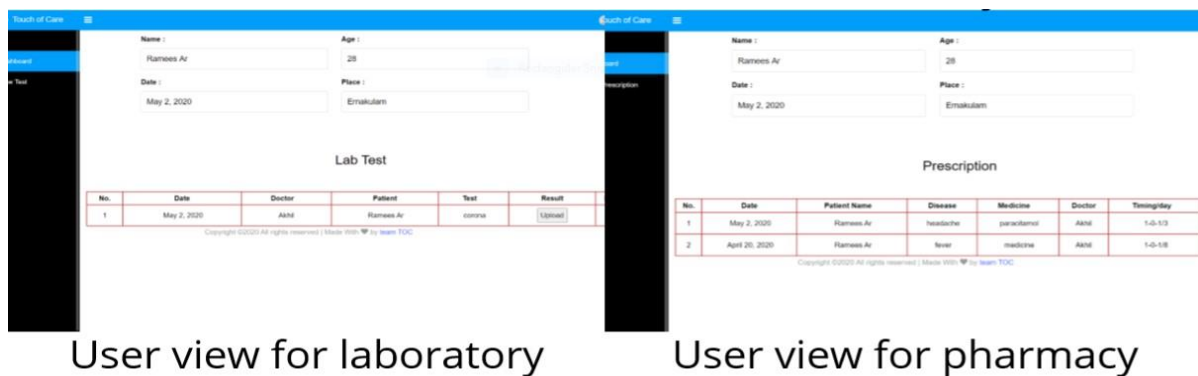 Touch of Care
Name :
Age :
Ramees Ar
28
Date :
Place :
May 2, 2020
Ernakulam
Lab Test
No. Date Doctor Patient Test Result
1 May 2, 2020 Akhil Ramees Ar corona Upload
Copyright ©2020 All rights reserved | Made With ❤ by team TOC
User view for laboratory
ouch of Care
Name :
Age :
Ramees Ar
28
Prescription
Date :
Place :
May 2, 2020
Ernakulam
Prescription
No. Date Patient Name Disease Medicine Doctor Timing/day
1 May 2, 2020 Ramees Ar headache paracitamol Akhil 1-0-1/3
2 April 20, 2020 Ramees Ar fever medicine Akhil 1-0-1/8
Copyright ©2020 All rights reserved | Made With ❤ by team TOC
User view for pharmacy